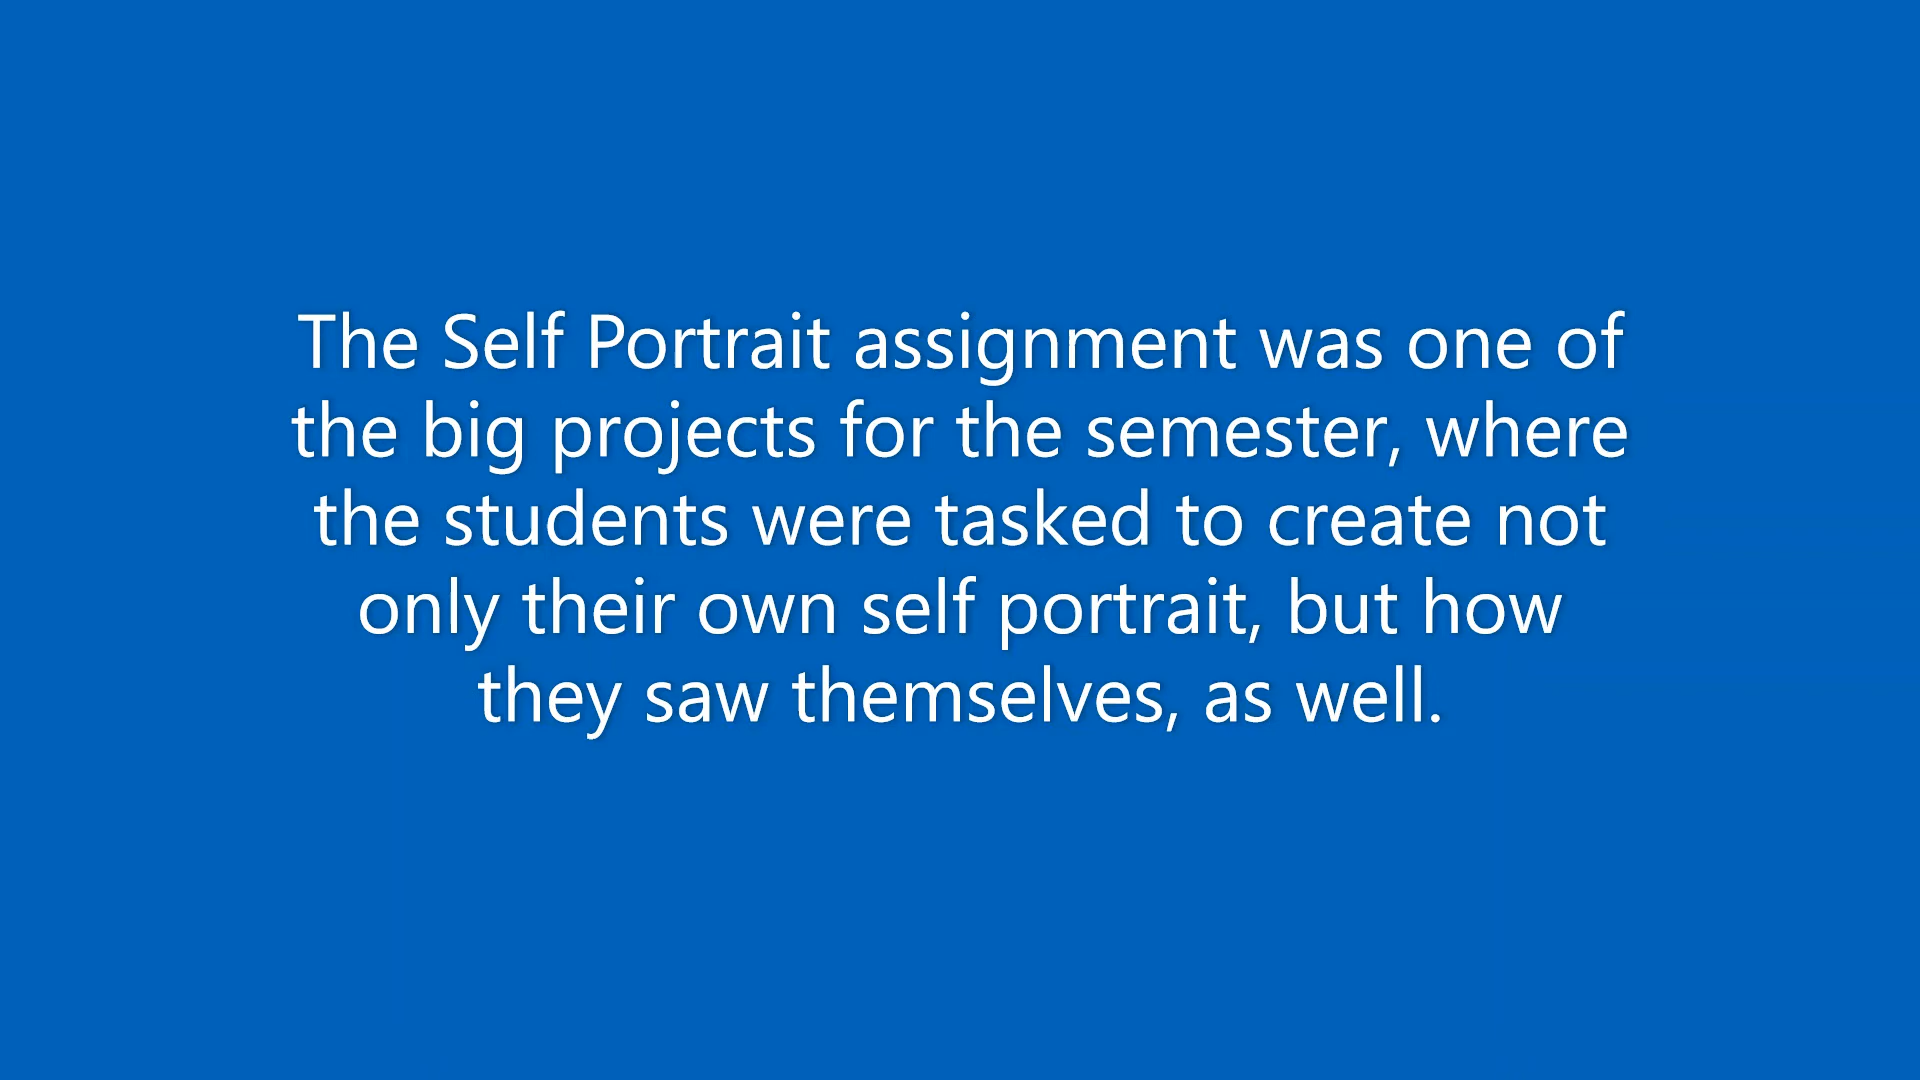 The Self Portrait assignment was one of
the big projects for the semester, where
the students were tasked to create not
only their own self portrait, but how
they saw themselves, as well.